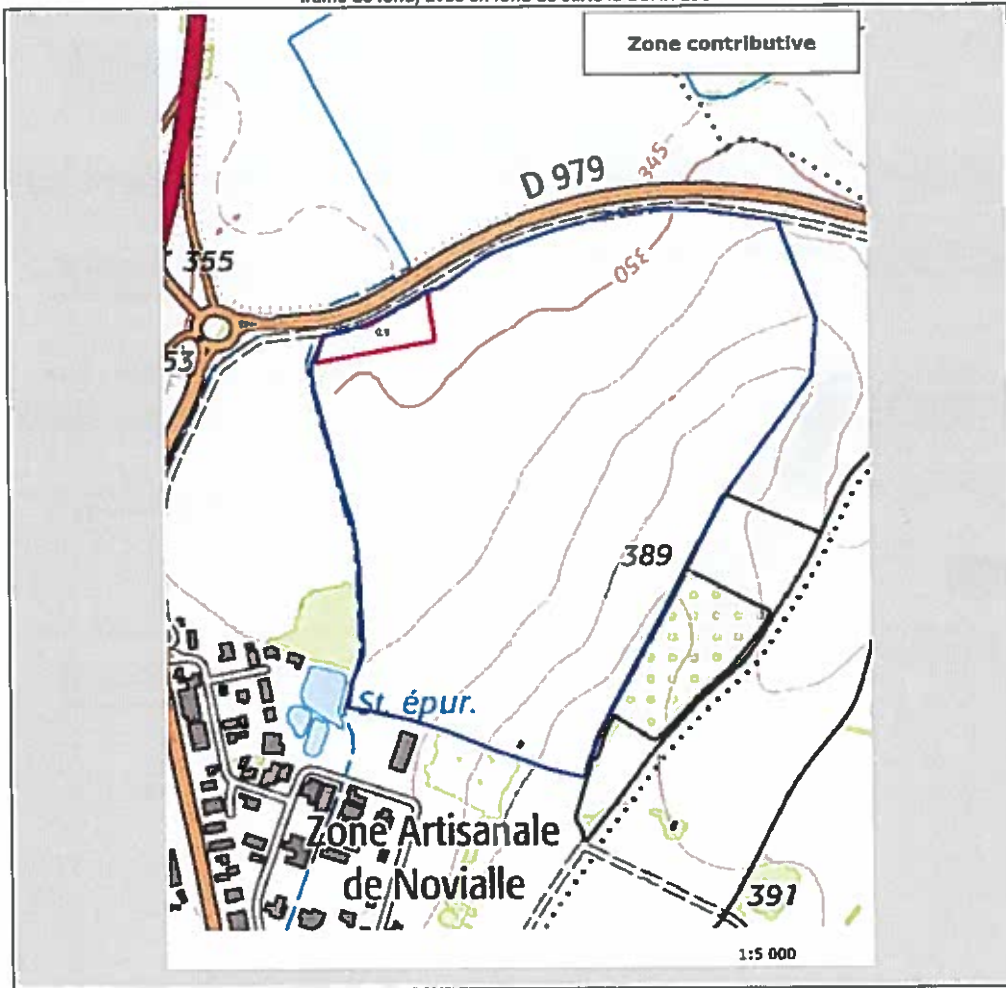 Zone contributive
D 979
345
355
350
53
389
St. épur.
Zone Artisanale
de Novialle
391
1:5 000